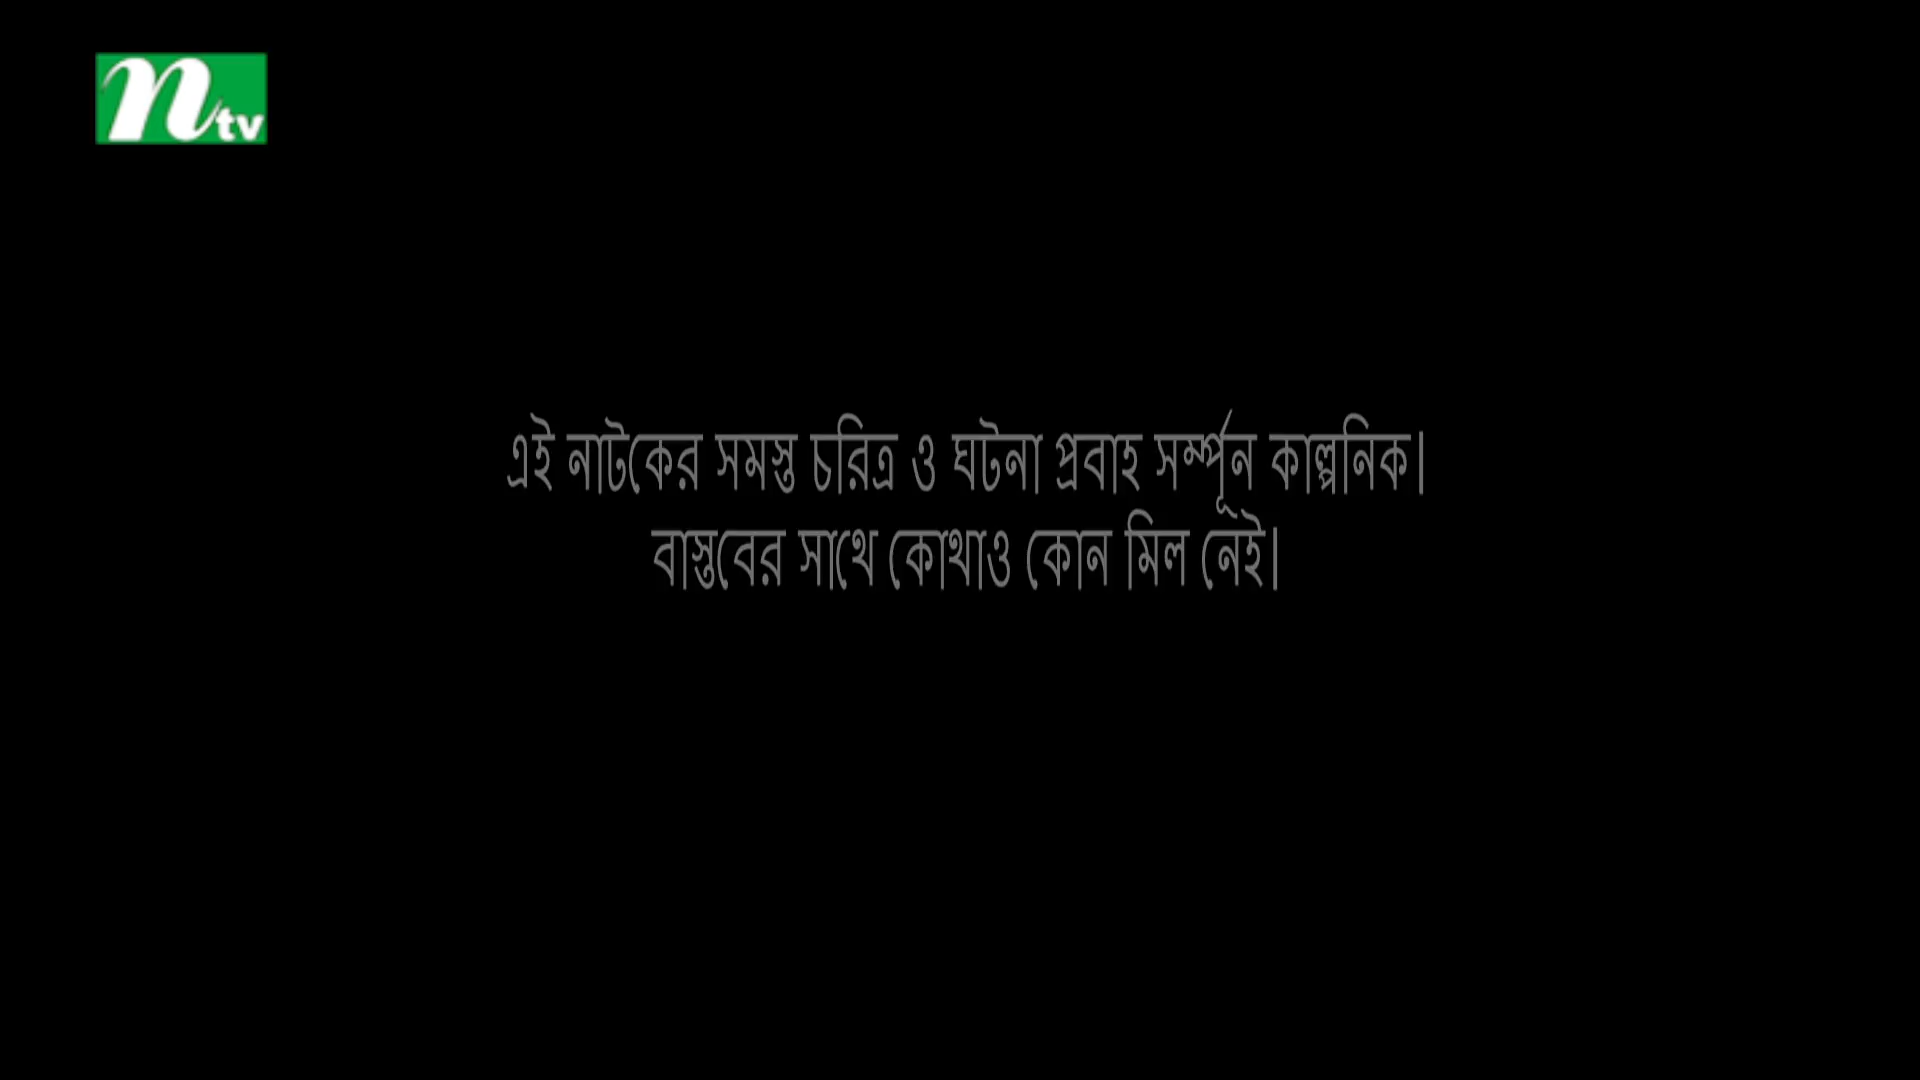 ntv
এই নাটকের সমস্ত চরিত্র ও ঘটনা প্রবাহ সর্ম্পূন কাল্পনিক।
বাস্তবের সাথে কোথাও কোন মিল নেই।